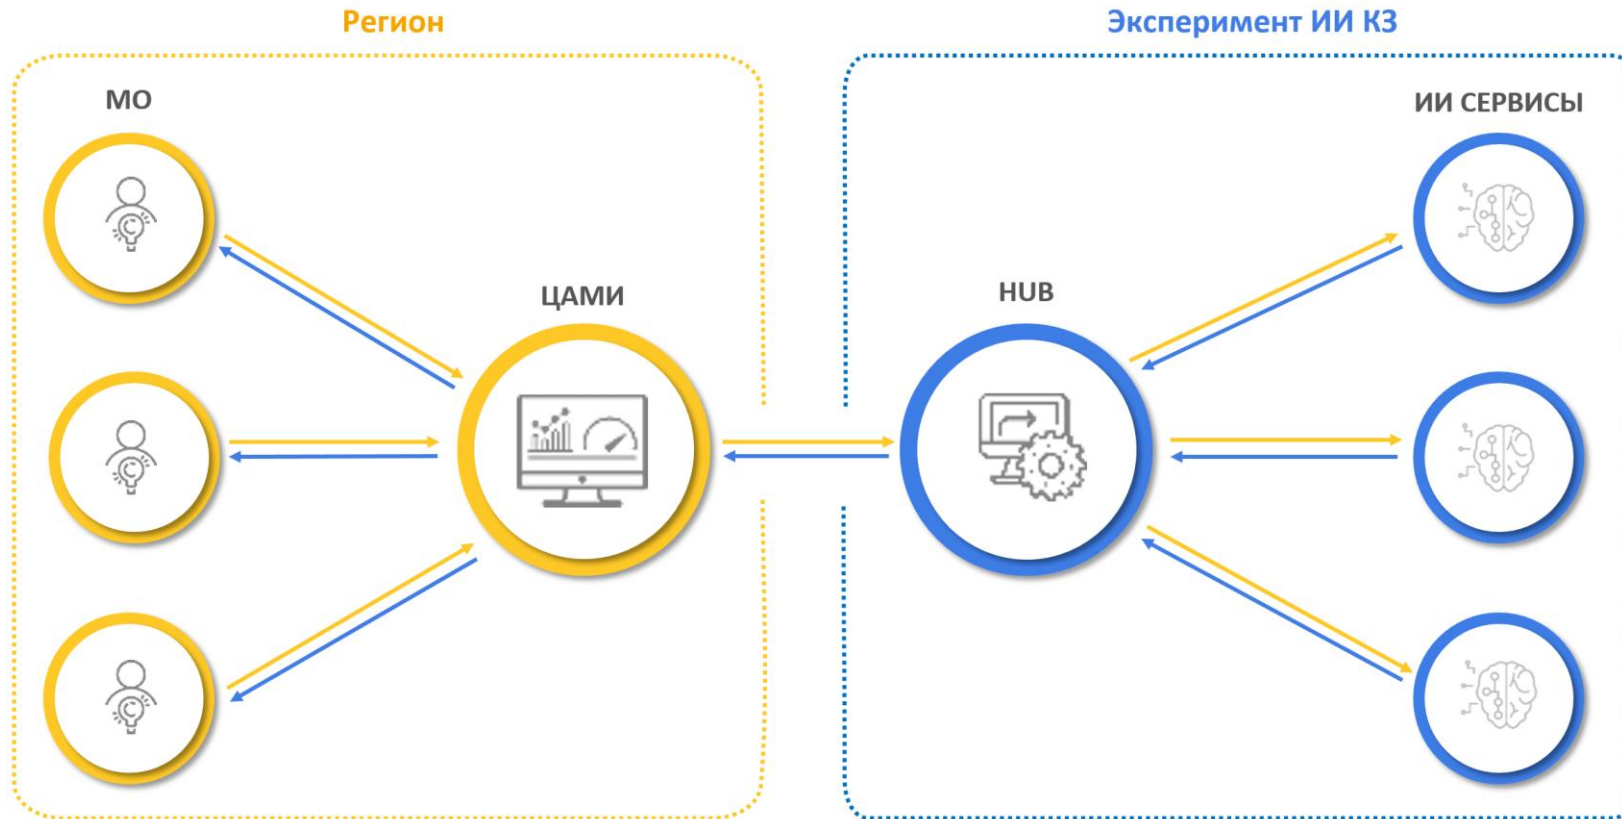 Регион
Эксперимент ИИ КЗ
МО
ИИ СЕРВИСЫ
ЦАМИ
HUB